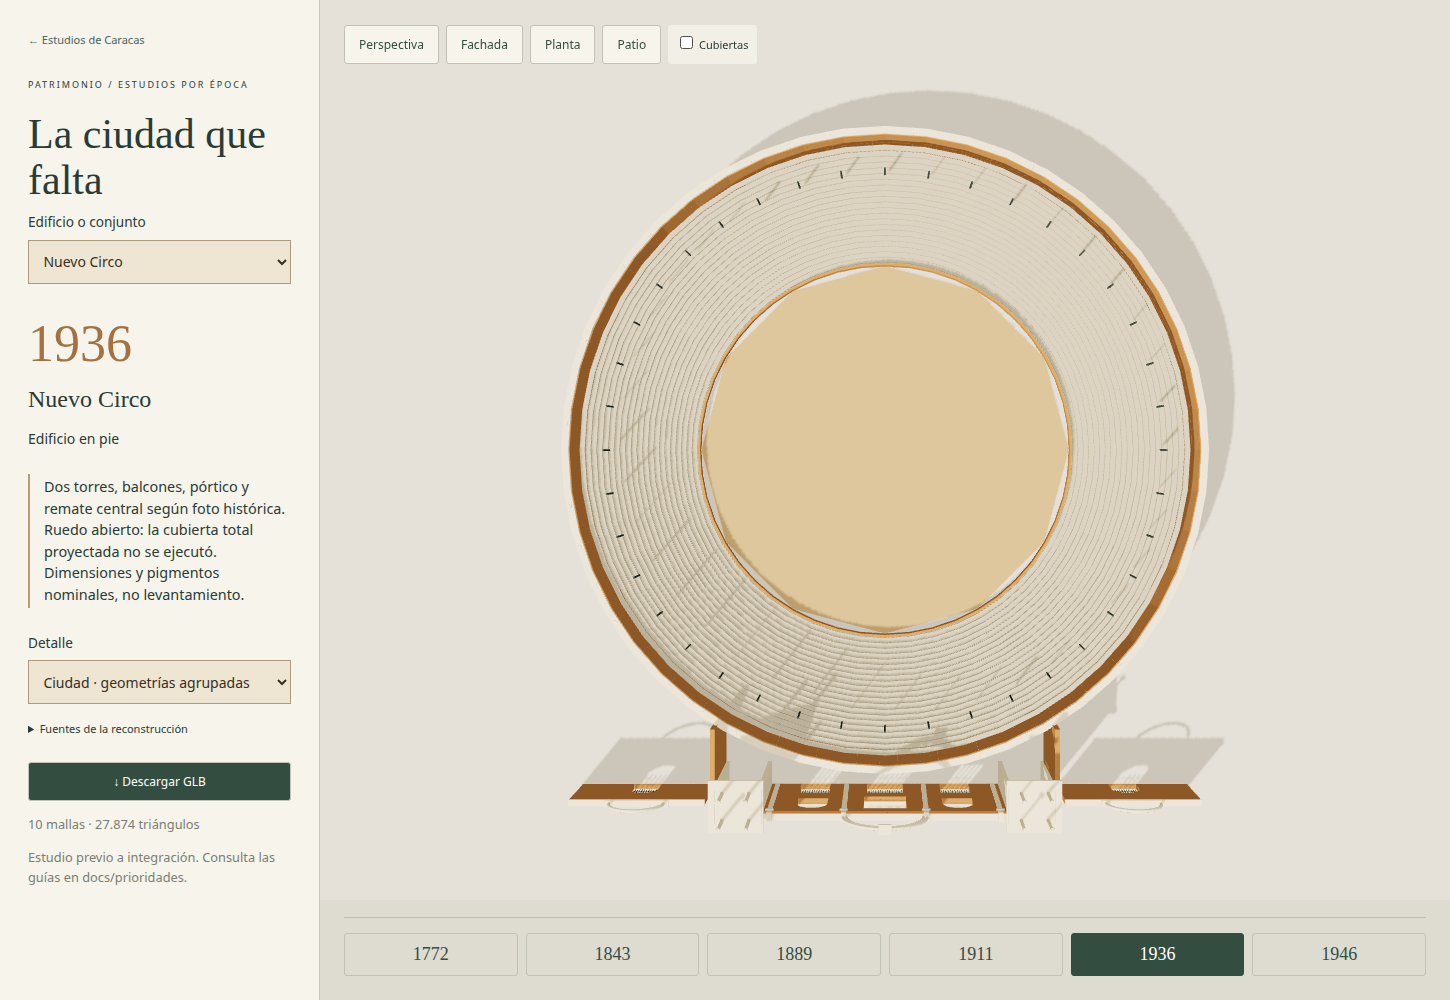 ← Estudios de Caracas
PATRIMONIO / ESTUDIOS POR ÉPOCA
La ciudad que
falta
Edificio o conjunto
Nuevo Circo
1936
Nuevo Circo
Edificio en pie
Dos torres, balcones, pórtico y
remate central según foto histórica.
Ruedo abierto: la cubierta total
proyectada no se ejecutó.
Dimensiones y pigmentos
nominales, no levantamiento.
Detalle
Ciudad · geometrías agrupadas
Fuentes de la reconstrucción
↓ Descargar GLB
10 mallas · 27.874 triángulos
Estudio previo a integración. Consulta las
guías en docs/prioridades.
Perspectiva Fachada Planta Patio Cubiertas
1772 1843 1889 1911 1936 1946